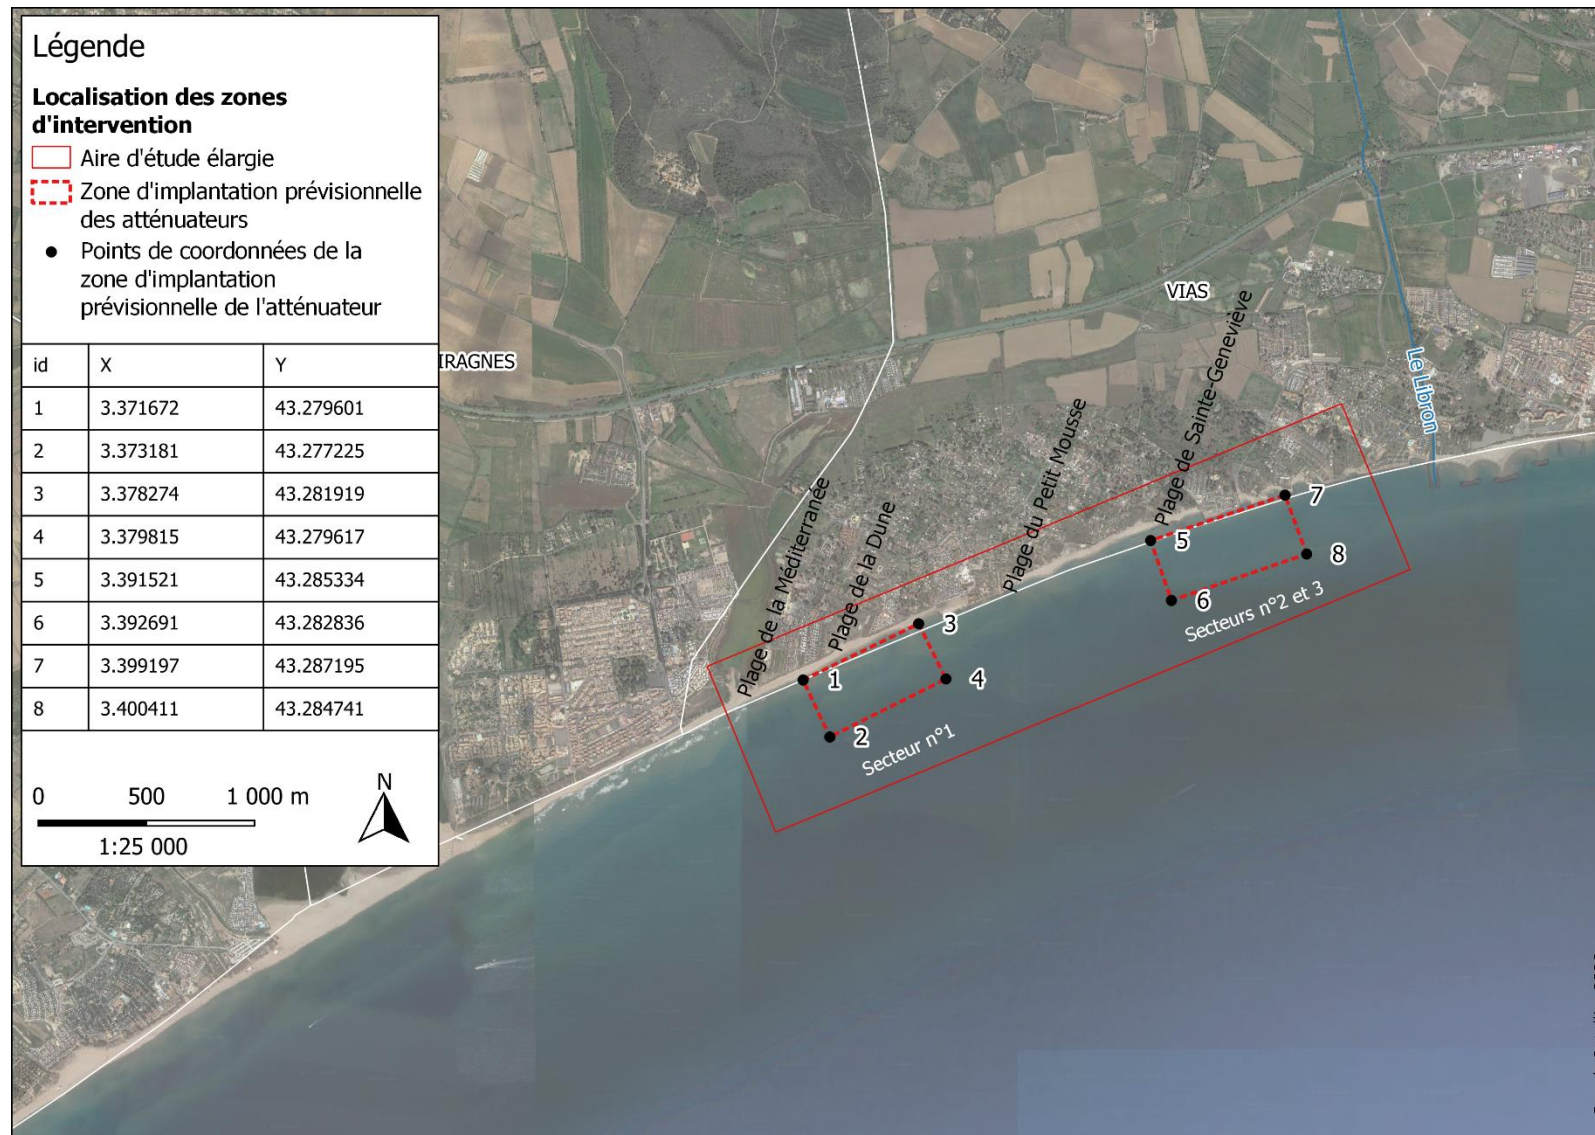 Légende
Localisation des zones
d'intervention
Aire d'étude élargie
Zone d'implantation prévisionnelle
des atténuateurs
Points de coordonnées de la
zone d'implantation
prévisionnelle de l'atténuateur
id X Y
1 3.371672 43.279601
2 3.373181 43.277225
3 3.378274 43.281919
4 3.379815 43.279617
5 3.391521 43.285334
6 3.392691 43.282836
7 3.399197 43.287195
8 3.400411 43.284741
0 500 1 000 m
1:25 000
N
IRAGNES
VIAS
Le Libron
Plage de la Méditerranée
Plage de la Dune
Plage du Petit Mousse
Plage de Sainte-Geneviève
1
2
3
4
5
6
7
8
Secteur n°1
Secteurs n°2 et 3